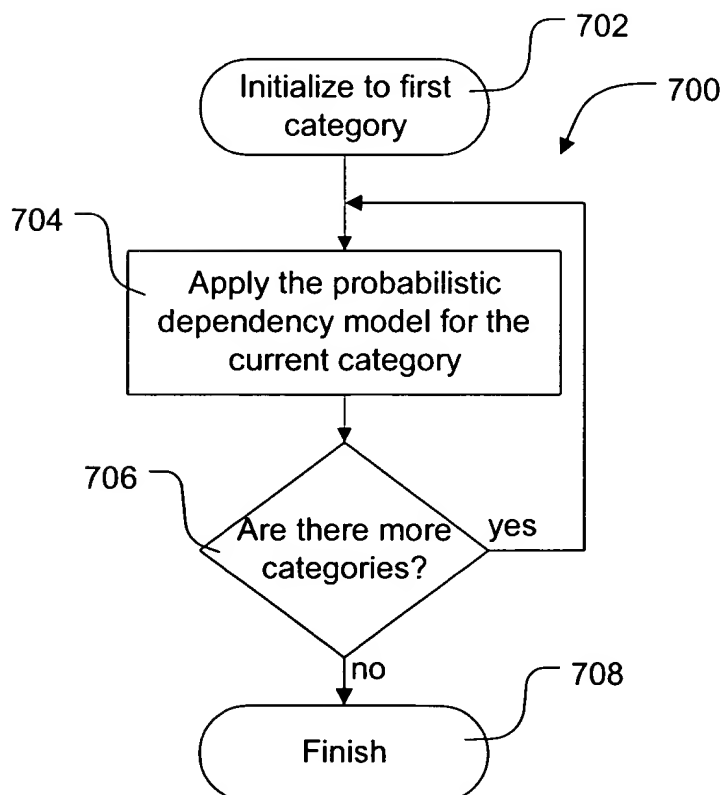 702
Initialize to first
category
700
704
Apply the probabilistic
dependency model for the
current category
706
Are there more
categories?
yes
no
708
Finish